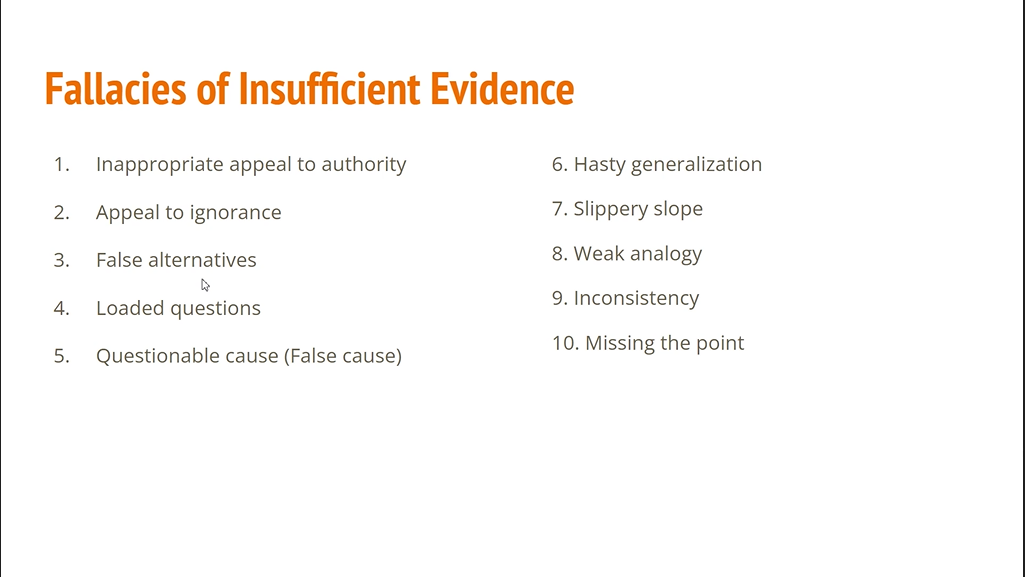 Fallacies of Insufficient Evidence
1. Inappropriate appeal to authority
2. Appeal to ignorance
3. False alternatives
4. Loaded questions
5. Questionable cause (False cause)
6. Hasty generalization
7. Slippery slope
8. Weak analogy
9. Inconsistency
10. Missing the point